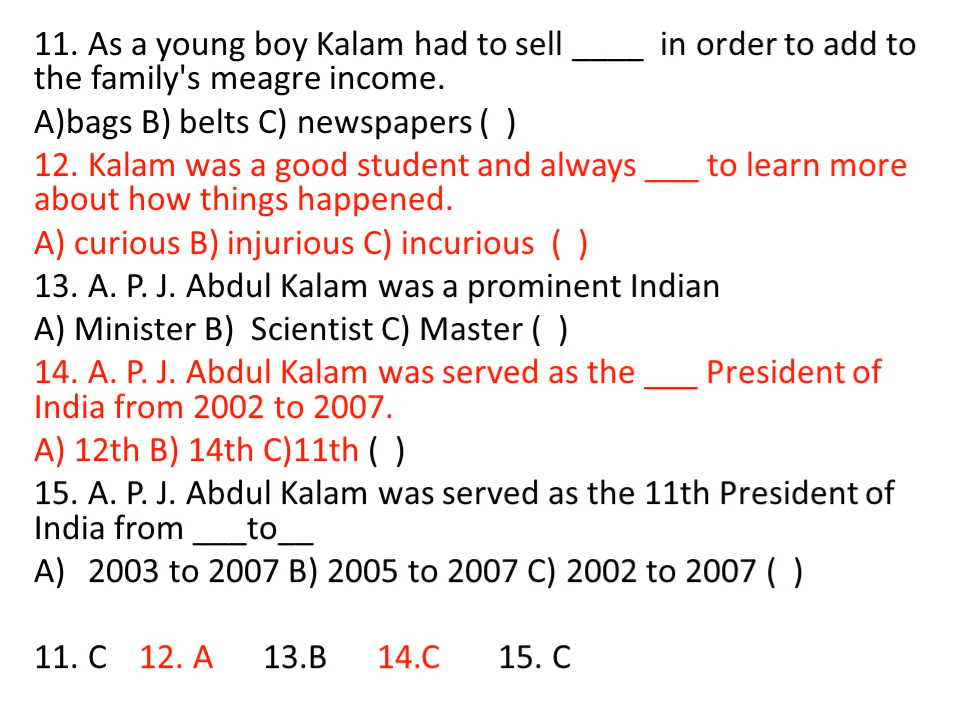 11. As a young boy Kalam had to sell ____ in order to add to
the family's meagre income.
A)bags B) belts C) newspapers ( )
12. Kalam was a good student and always ___ to learn more
about how things happened.
A) curious B) injurious C) incurious ( )
13. A. P. J. Abdul Kalam was a prominent Indian
A) Minister B) Scientist C) Master ( )
14. A. P. J. Abdul Kalam was served as the ___ President of
India from 2002 to 2007.
A) 12th B) 14th C)11th ( )
15. A. P. J. Abdul Kalam was served as the 11th President of
India from ___to__
A) 2003 to 2007 B) 2005 to 2007 C) 2002 to 2007 ( )
11. C 12. A 13.B 14.C 15. C